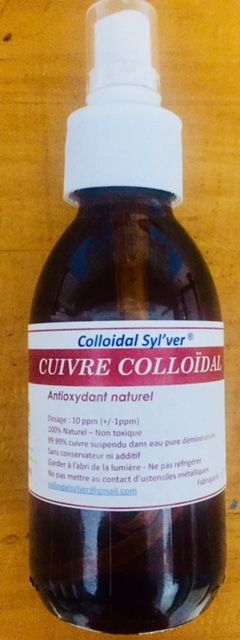 Colloidal Syl'ver ®
CUIVRE COLLOÏDAL
Antioxydant naturel
Dosage : 10 ppm (+/-1ppm)
100% Naturel – Non toxique
99.99% cuivre suspendu dans eau pure déminéralisée
Sans conservateur ni additif
Garder à l'abri de la lumière - Ne pas réfrigérer
Ne pas mettre au contact d'ustensiles métalliques
colloidalsylver@gmail.com
Fabriqué